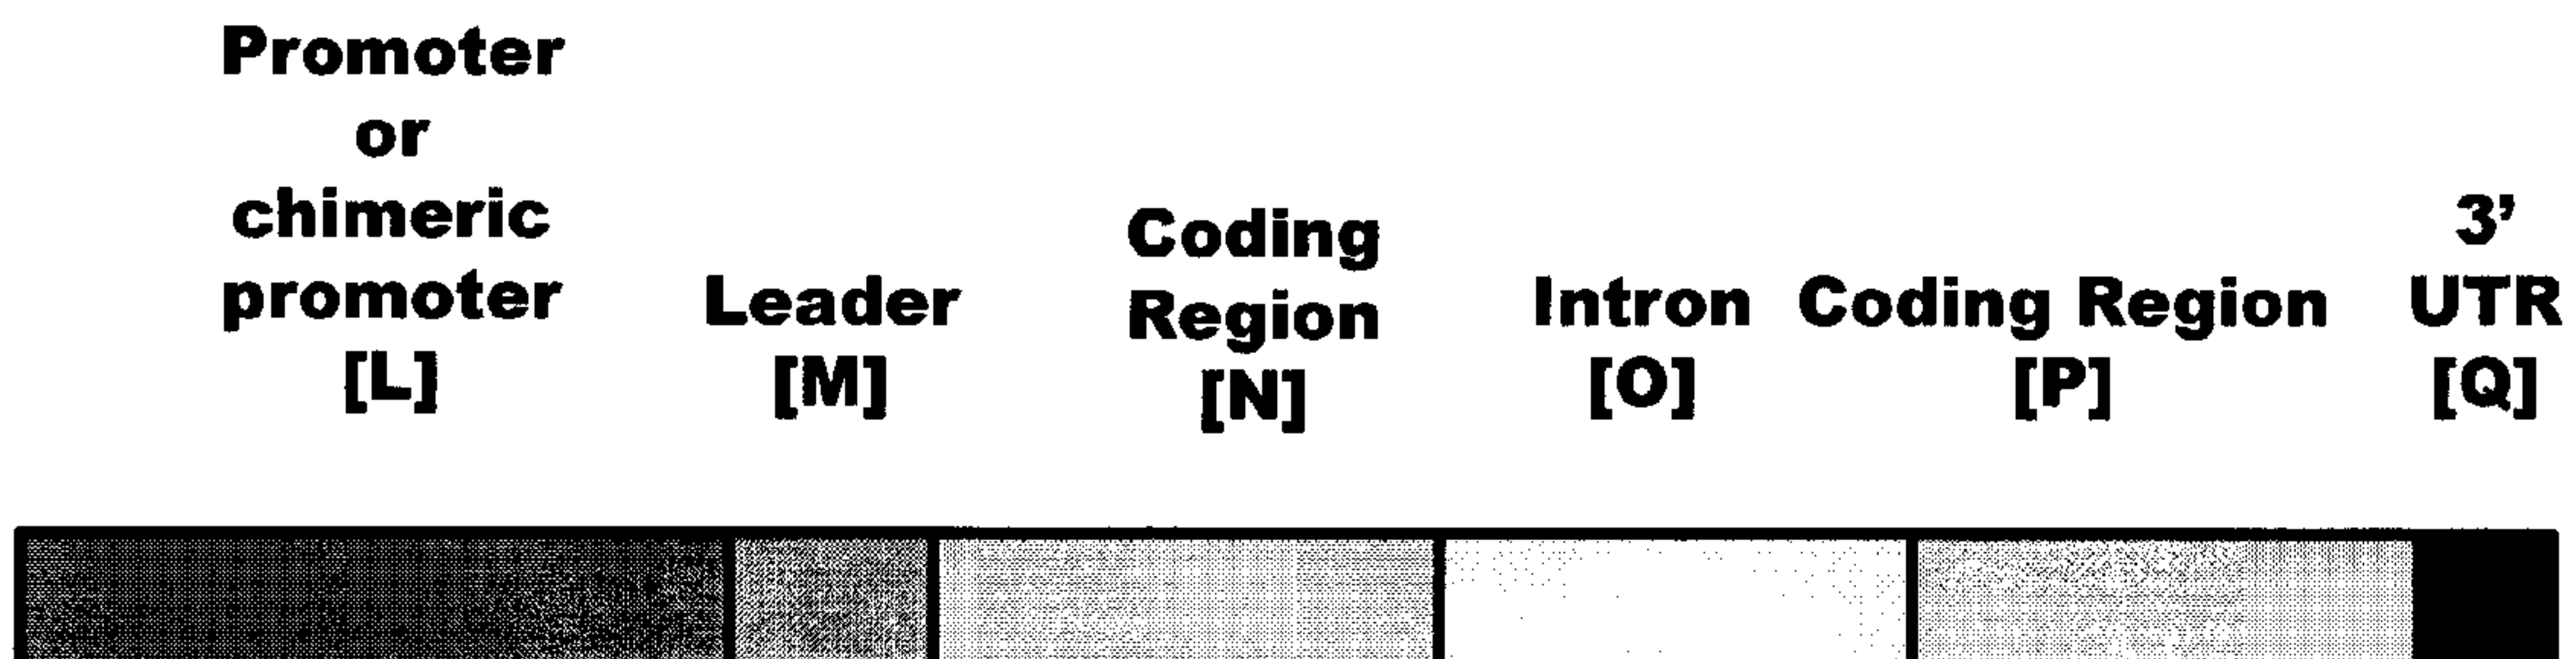 Promoter
or
chimeric
promoter
[L]
Leader
[M]
Coding
Region
[N]
Intron
[O]
Coding Region
[P]
3’
UTR
[Q]